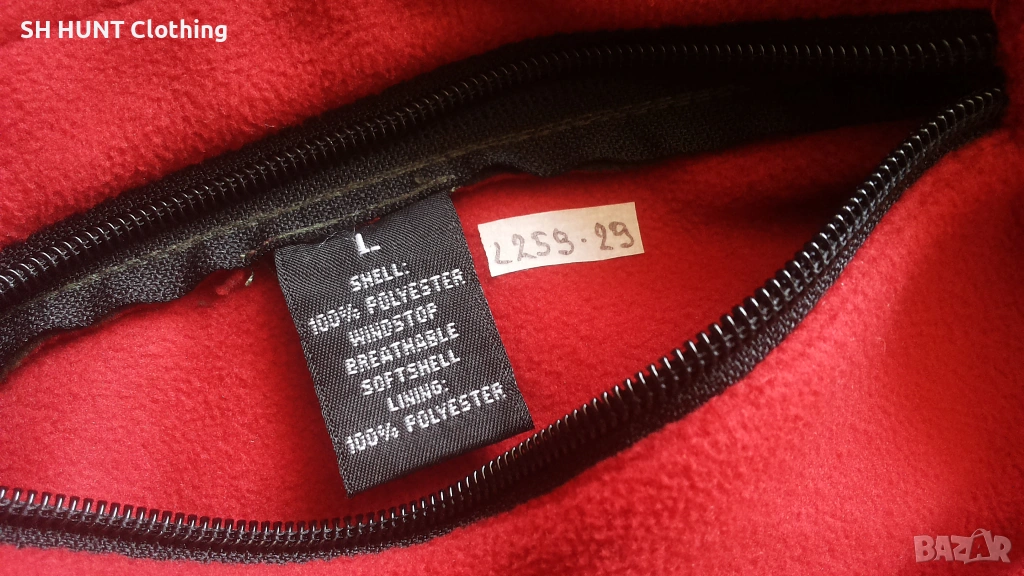 SH HUNT Clothing
L
SHELL:
100% POLYESTER
WINDSTOP
BREATHABLE
SOFTSHELL
LINING:
100% POLYESTER
L259.29
BAZAR